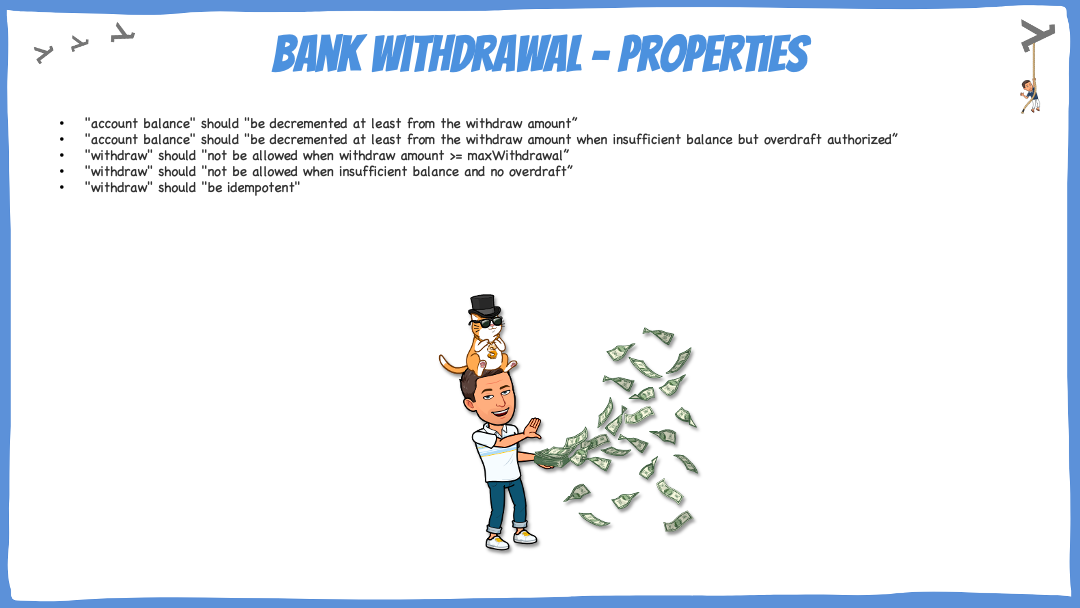 BANK WITHDRAWAL – PROPERTIES
• "account balance" should "be decremented at least from the withdraw amount”
• "account balance" should "be decremented at least from the withdraw amount when insufficient balance but overdraft authorized”
• "withdraw" should "not be allowed when withdraw amount >= maxWithdrawal”
• "withdraw" should "not be allowed when insufficient balance and no overdraft”
• "withdraw" should "be idempotent"